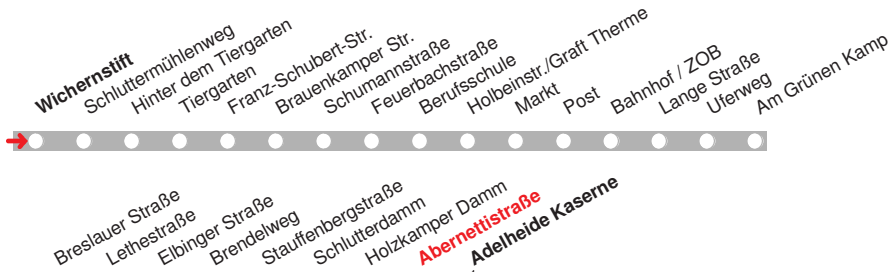 Wichernstift
Schluttermühlenweg
Hinter dem Tiergarten
Tiergarten
Franz-Schubert-Str.
Brauenkamper Str.
Schumannstraße
Feuerbachstraße
Berufsschule
Holbeinstr./Graft Therme
Markt
Post
Bahnhof / ZOB
Lange Straße
Uferweg
Am Grünen Kamp
Breslauer Straße
Lethestraße
Elbinger Straße
Brendelweg
Stauffenbergstraße
Schlutterdamm
Holzkamper Damm
Abernettistraße
Adelheide Kaserne